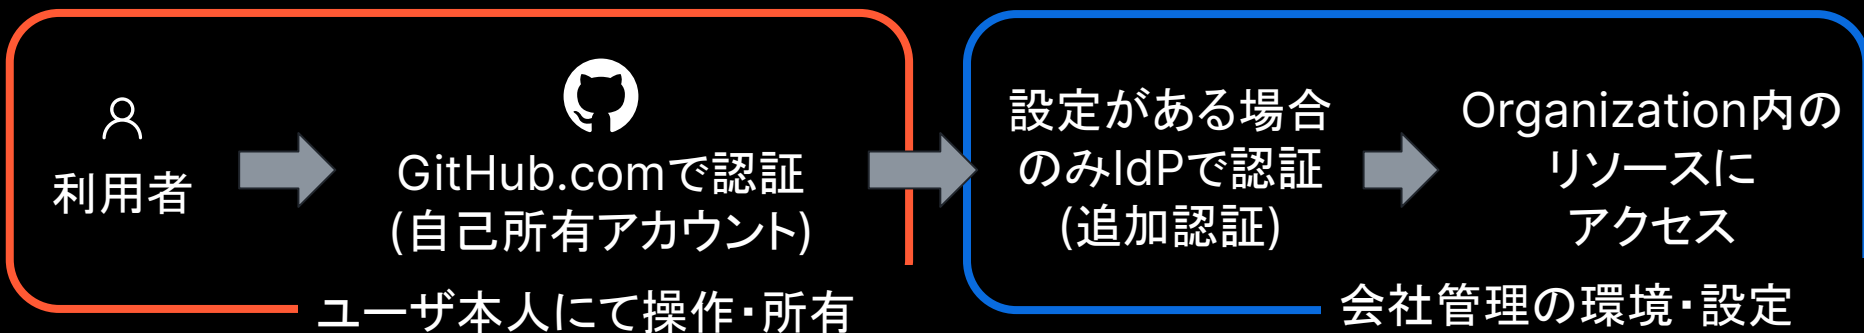 利用者
GitHub.comで認証
(自己所有アカウント)
ユーザ本人にて操作・所有
設定がある場合
のみIdPで認証
(追加認証)
Organization内の
リソースに
アクセス
会社管理の環境・設定